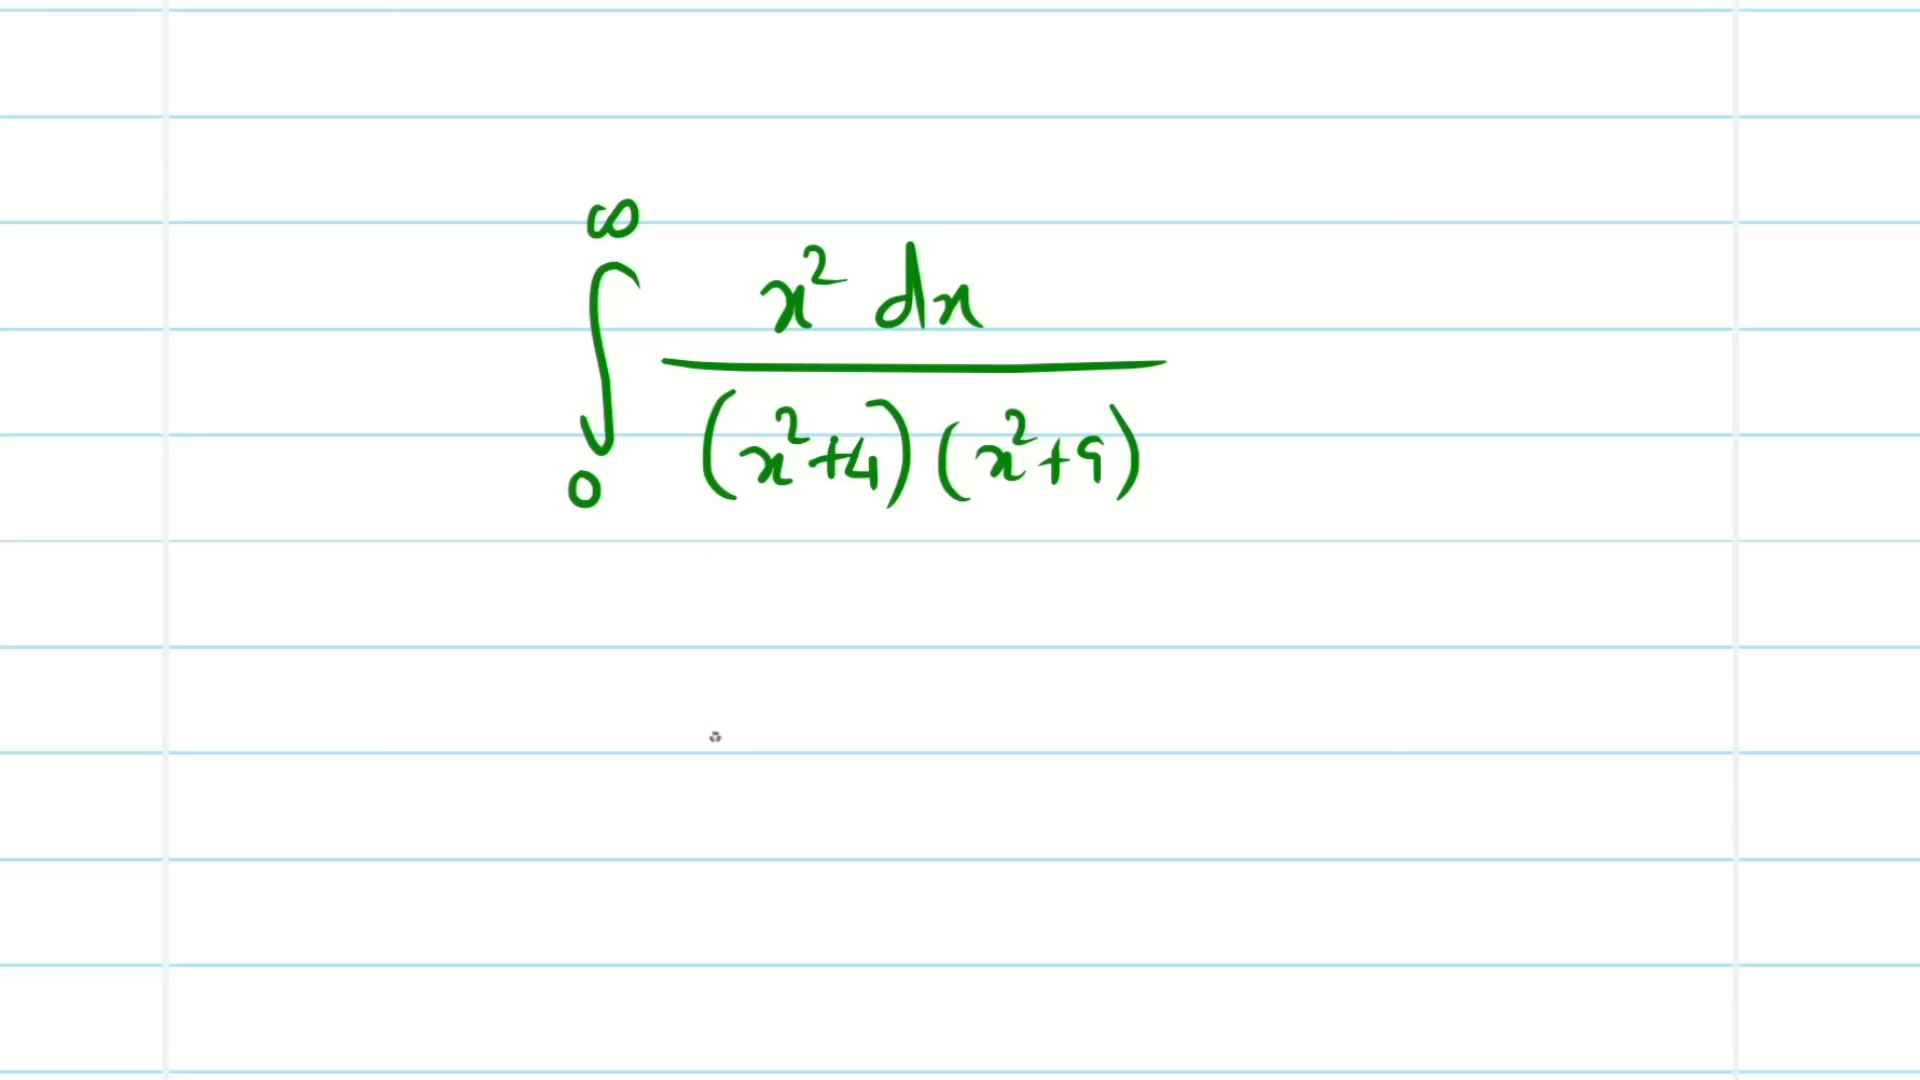 ∫₀^∞ x² dx / (x²+4)(x²+9)